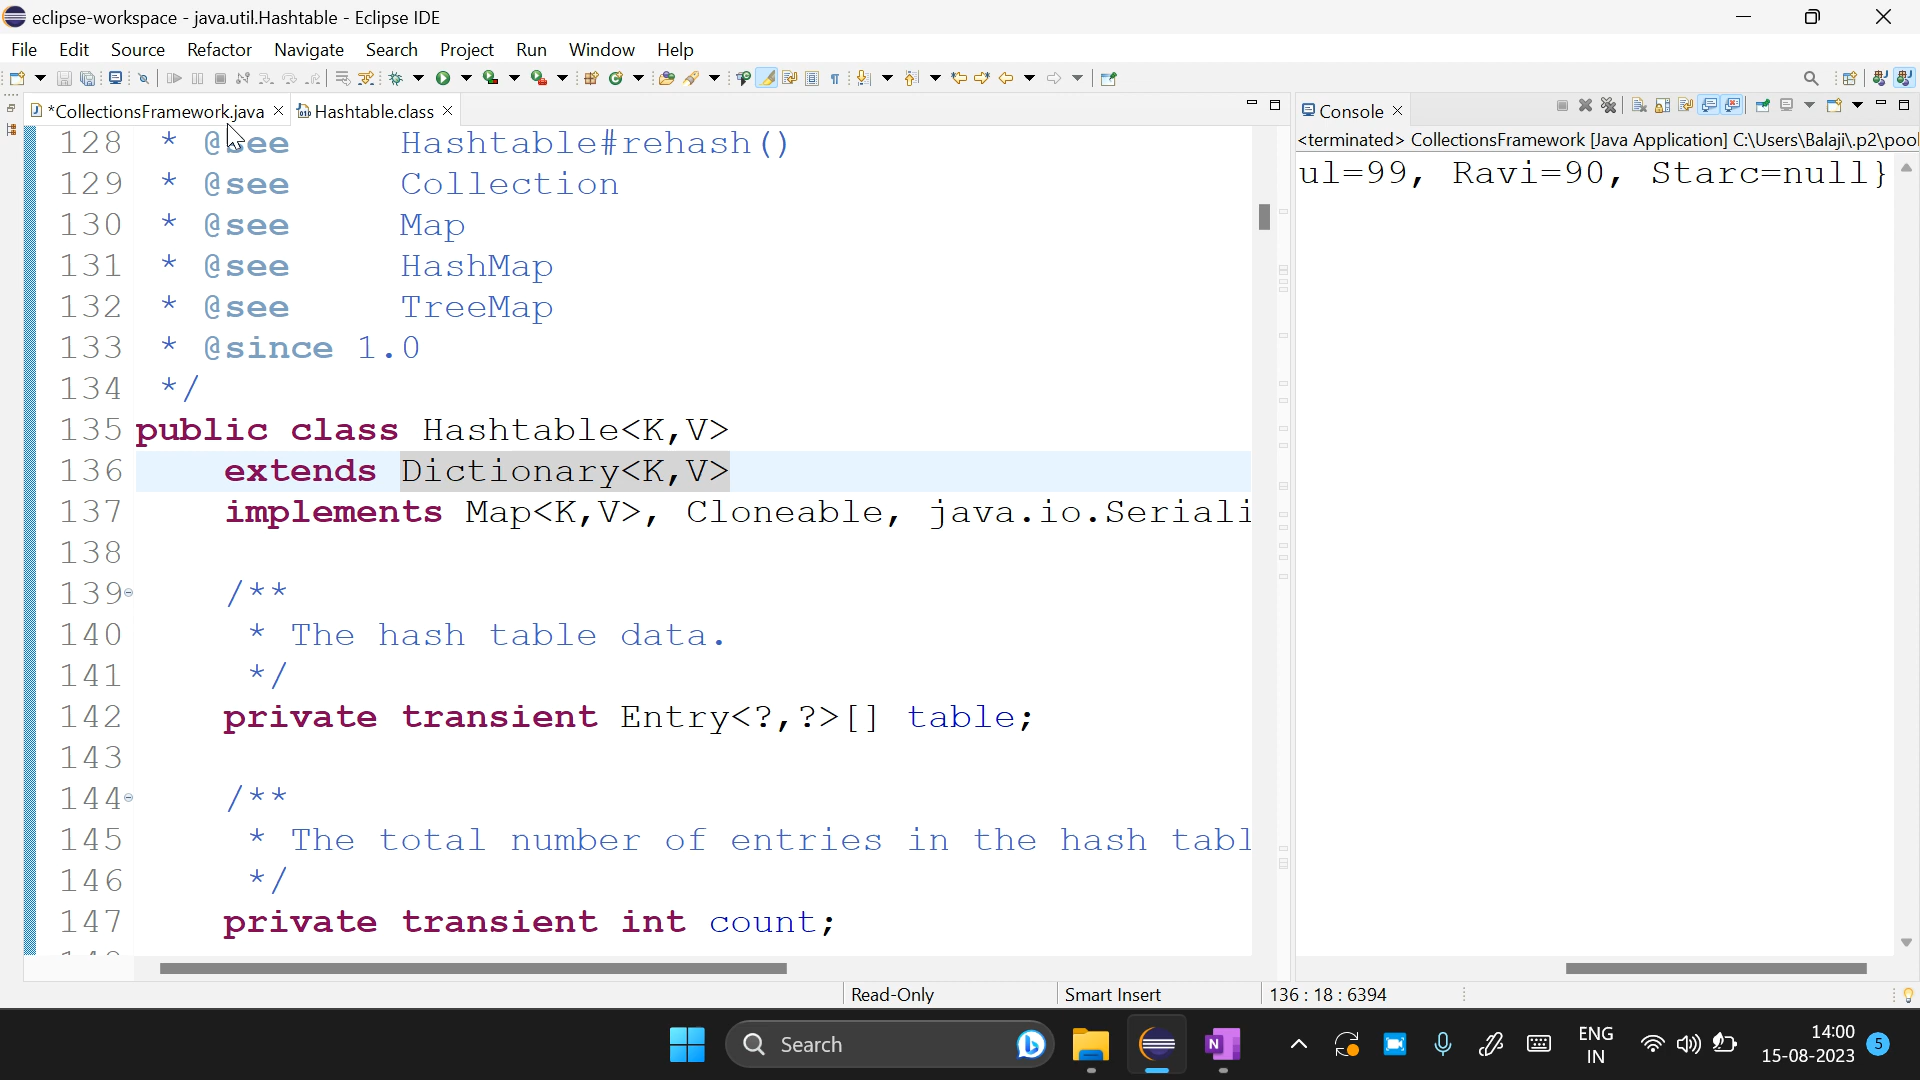 eclipse-workspace - java.util.Hashtable - Eclipse IDE
File Edit Source Refactor Navigate Search Project Run Window Help
*CollectionsFramework.java Hashtable.class
128 * @see Hashtable#rehash()
129 * @see Collection
130 * @see Map
131 * @see HashMap
132 * @see TreeMap
133 * @since 1.0
134 */
135 public class Hashtable<K,V>
136 extends Dictionary<K,V>
137 implements Map<K,V>, Cloneable, java.io.Seriali
138
139 /**
140 * The hash table data.
141 */
142 private transient Entry<?,?>[] table;
143
144 /**
145 * The total number of entries in the hash tabl
146 */
147 private transient int count;
Console
<terminated> CollectionsFramework [Java Application] C:\Users\Balaji\.p2\pool
ul=99, Ravi=90, Starc=null}
Read-Only Smart Insert 136 : 18 : 6394
Search
N
ENG
IN
14:00
15-08-2023
5